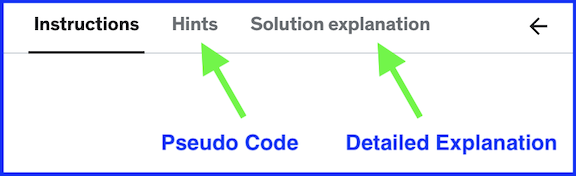 Instructions Hints Solution explanation
Pseudo Code Detailed Explanation